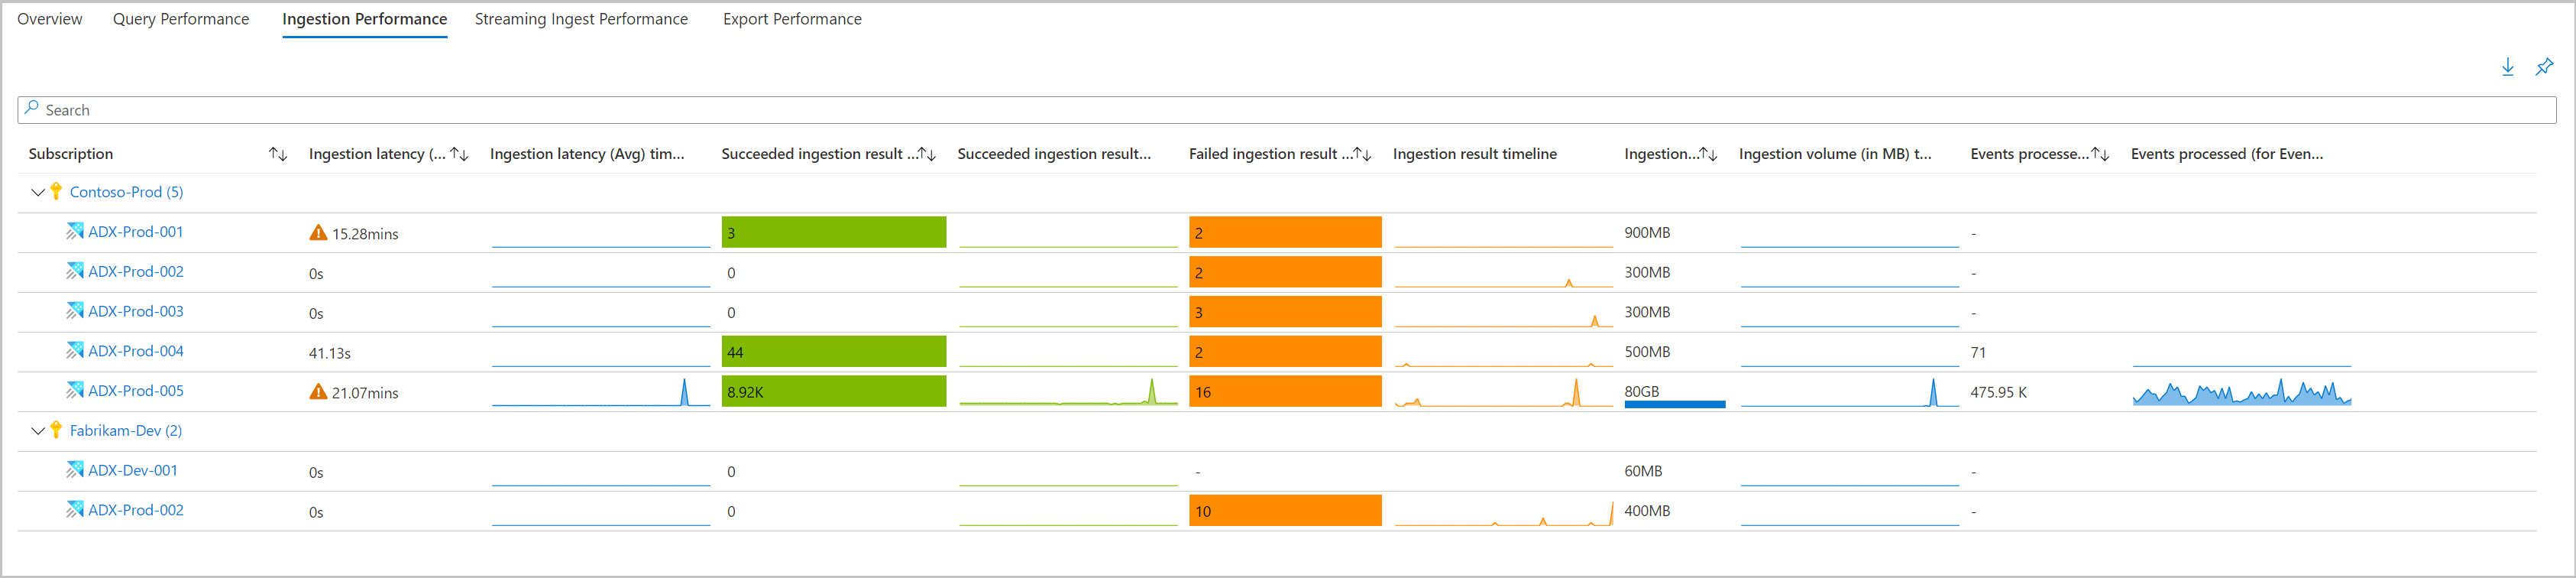 Overview Query Performance Ingestion Performance Streaming Ingest Performance Export Performance
Search
Subscription Ingestion latency (... Ingestion latency (Avg) tim... Succeeded ingestion result ... Succeeded ingestion result... Failed ingestion result ... Ingestion result timeline Ingestion... Ingestion volume (in MB) t... Events processe... Events processed (for Even...
Contoso-Prod (5)
ADX-Prod-001 15.28mins 3 2 900MB -
ADX-Prod-002 0s 0 2 300MB -
ADX-Prod-003 0s 0 3 300MB -
ADX-Prod-004 41.13s 44 2 500MB 71
ADX-Prod-005 21.07mins 8.92K 16 80GB 475.95 K
Fabrikam-Dev (2)
ADX-Dev-001 0s 0 - 60MB -
ADX-Prod-002 0s 0 10 400MB -